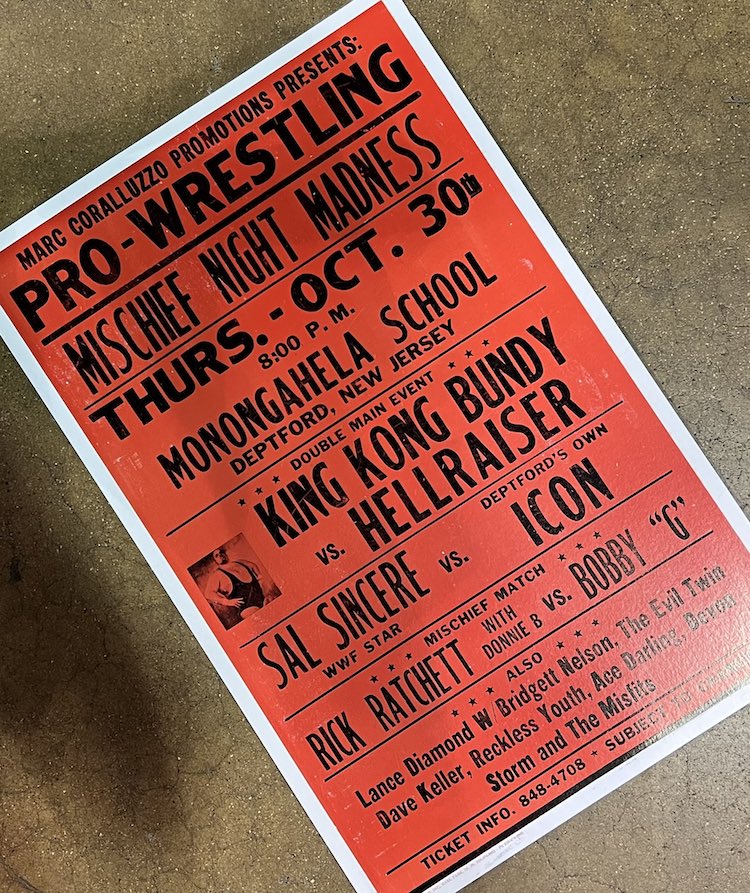 MARC CORALLUZZO PROMOTIONS PRESENTS:
PRO-WRESTLING
MISCHIEF NIGHT MADNESS
THURS. - OCT. 30th
8:00 P. M.
MONONGAHELA SCHOOL
DEPTFORD, NEW JERSEY
★ ★ ★ DOUBLE MAIN EVENT ★ ★ ★
KING KONG BUNDY
vs. HELLRAISER
DEPTFORD'S OWN
SAL SINCERE vs. ICON
WWF STAR
★ ★ ★ MISCHIEF MATCH ★ ★ ★
RICK RATCHETT WITH DONNIE B vs. BOBBY "G"
★ ★ ★ ALSO ★ ★ ★
Lance Diamond W/ Bridgett Nelson, The Evil Twin
Dave Keller, Reckless Youth, Ace Darling, Devon
Storm and The Misfits
TICKET INFO. 848-4708 • SUBJECT TO